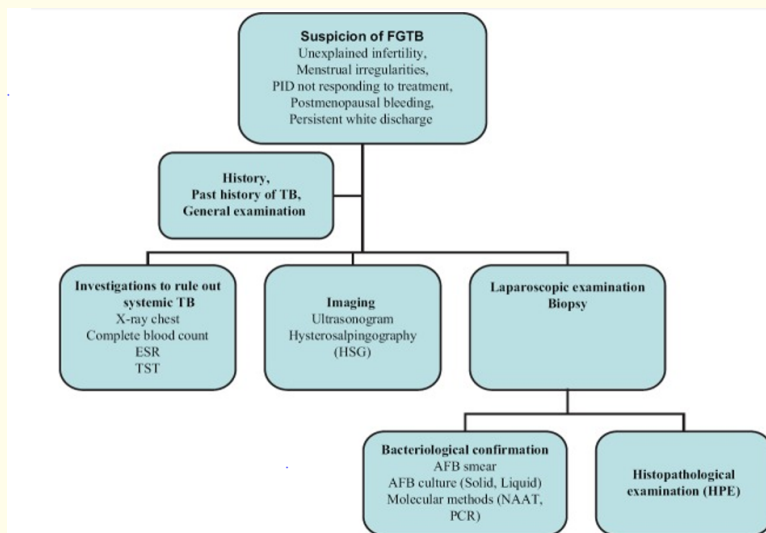 Suspicion of FGTB
Unexplained infertility,
Menstrual irregularities,
PID not responding to treatment,
Postmenopausal bleeding,
Persistent white discharge
History,
Past history of TB,
General examination
Investigations to rule out
systemic TB
X-ray chest
Complete blood count
ESR
TST
Imaging
Ultrasonogram
Hysterosalpingography
(HSG)
Laparoscopic examination
Biopsy
Bacteriological confirmation
AFB smear
AFB culture (Solid, Liquid)
Molecular methods (NAAT,
PCR)
Histopathological
examination (HPE)